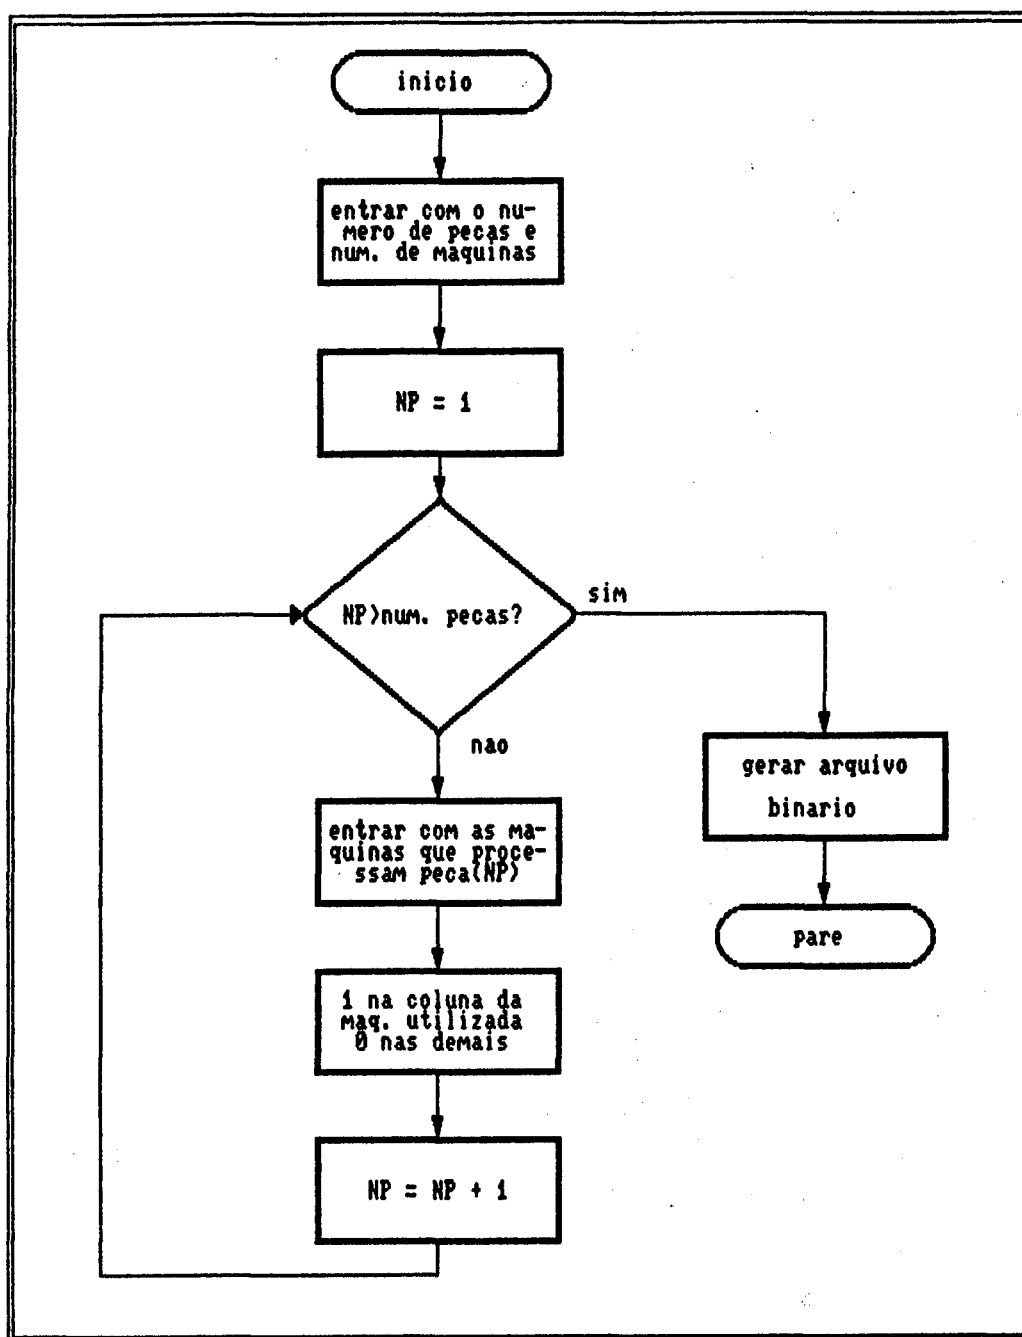 inicio
entrar com o nu-
mero de pecas e
num. de maquinas
NP = 1
NP>num. pecas?
sim
nao
gerar arquivo
binario
entrar com as ma-
quinas que proce-
ssam peca(NP)
pare
1 na coluna da
maq. utilizada
0 nas demais
NP = NP + 1